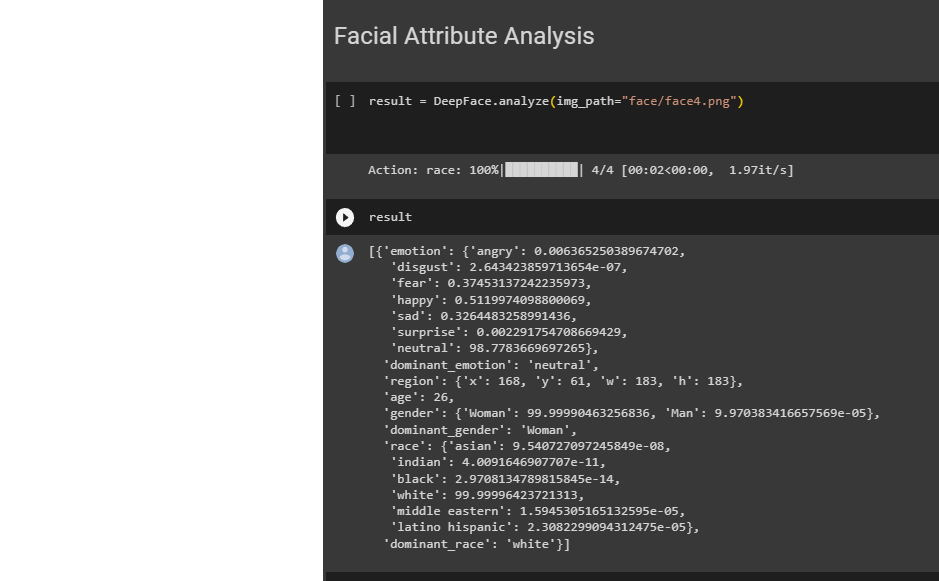 Facial Attribute Analysis
[ ] result = DeepFace.analyze(img_path="face/face4.png")
Action: race: 100%|██████████| 4/4 [00:02<00:00,  1.97it/s]
result
[{'emotion': {'angry': 0.006365250389674702,
'disgust': 2.643423859713654e-07,
'fear': 0.37453137242235973,
'happy': 0.5119974098800069,
'sad': 0.3264483258991436,
'surprise': 0.002291754708669429,
'neutral': 98.7783669697265},
'dominant_emotion': 'neutral',
'region': {'x': 168, 'y': 61, 'w': 183, 'h': 183},
'age': 26,
'gender': {'Woman': 99.99990463256836, 'Man': 9.970383416657569e-05},
'dominant_gender': 'Woman',
'race': {'asian': 9.540727097245849e-08,
'indian': 4.0091646907707e-11,
'black': 2.9708134789815845e-14,
'white': 99.99996423721313,
'middle eastern': 1.5945305165132595e-05,
'latino hispanic': 2.3082299094312475e-05},
'dominant_race': 'white'}]